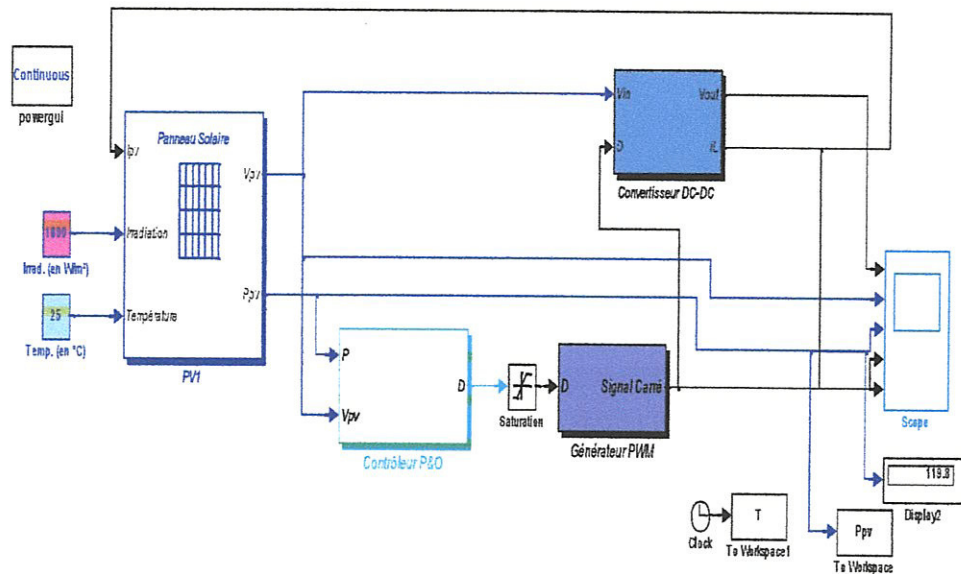 Continuous
powergui
Panneau Solaire
Ipv
Vpv
Irradiation
Ppv
Température
PV1
1000
Irrad. (en W/m²)
25
Temp. (en °C)
Vin
Vout
D
iL
Convertisseur DC-DC
P
D
Vpv
Contrôleur P&O
Saturation
D
Signal Carré
Générateur PWM
Scope
119.8
Display2
Clock
T
To Workspace1
Ppv
To Workspace